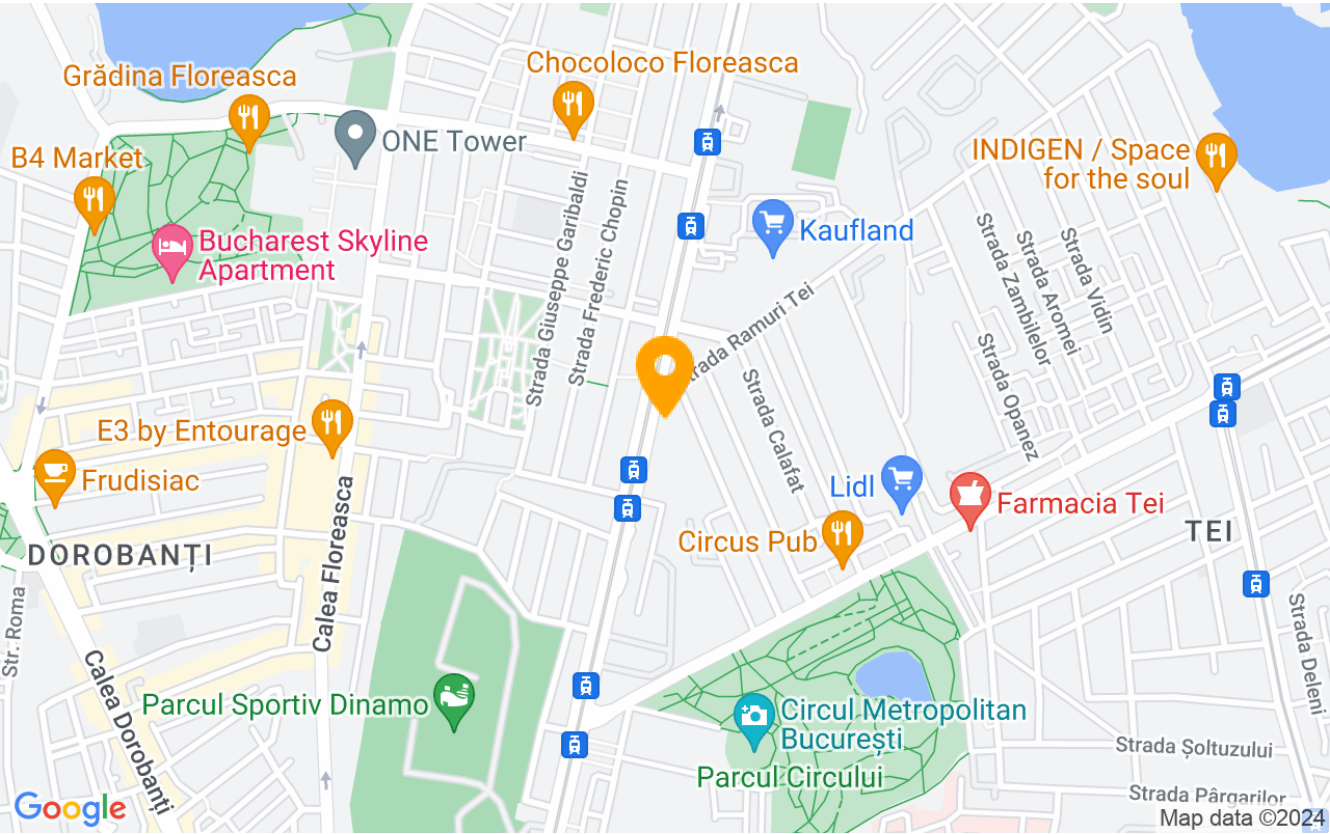 Chocoloco Floreasca
Grădina Floreasca
ONE Tower
B4 Market
INDIGEN / Space
for the soul
Bucharest Skyline
Apartment
Kaufland
Strada Giuseppe Garibaldi
Strada Frederic Chopin
Strada Zambilelor
Strada Aromei
Strada Vidin
trada Ramuri Tei
Strada Opanez
Strada Calafat
E3 by Entourage
Frudisiac
Lidl
Farmacia Tei
Circus Pub
TEI
DOROBANȚI
Calea Floreasca
Str. Roma
Strada Deleni
Calea Dorobanți
Parcul Sportiv Dinamo
Circul Metropolitan
București
Parcul Circului
Strada Șoltuzului
Strada Pârgarilor
Google
Map data ©2024